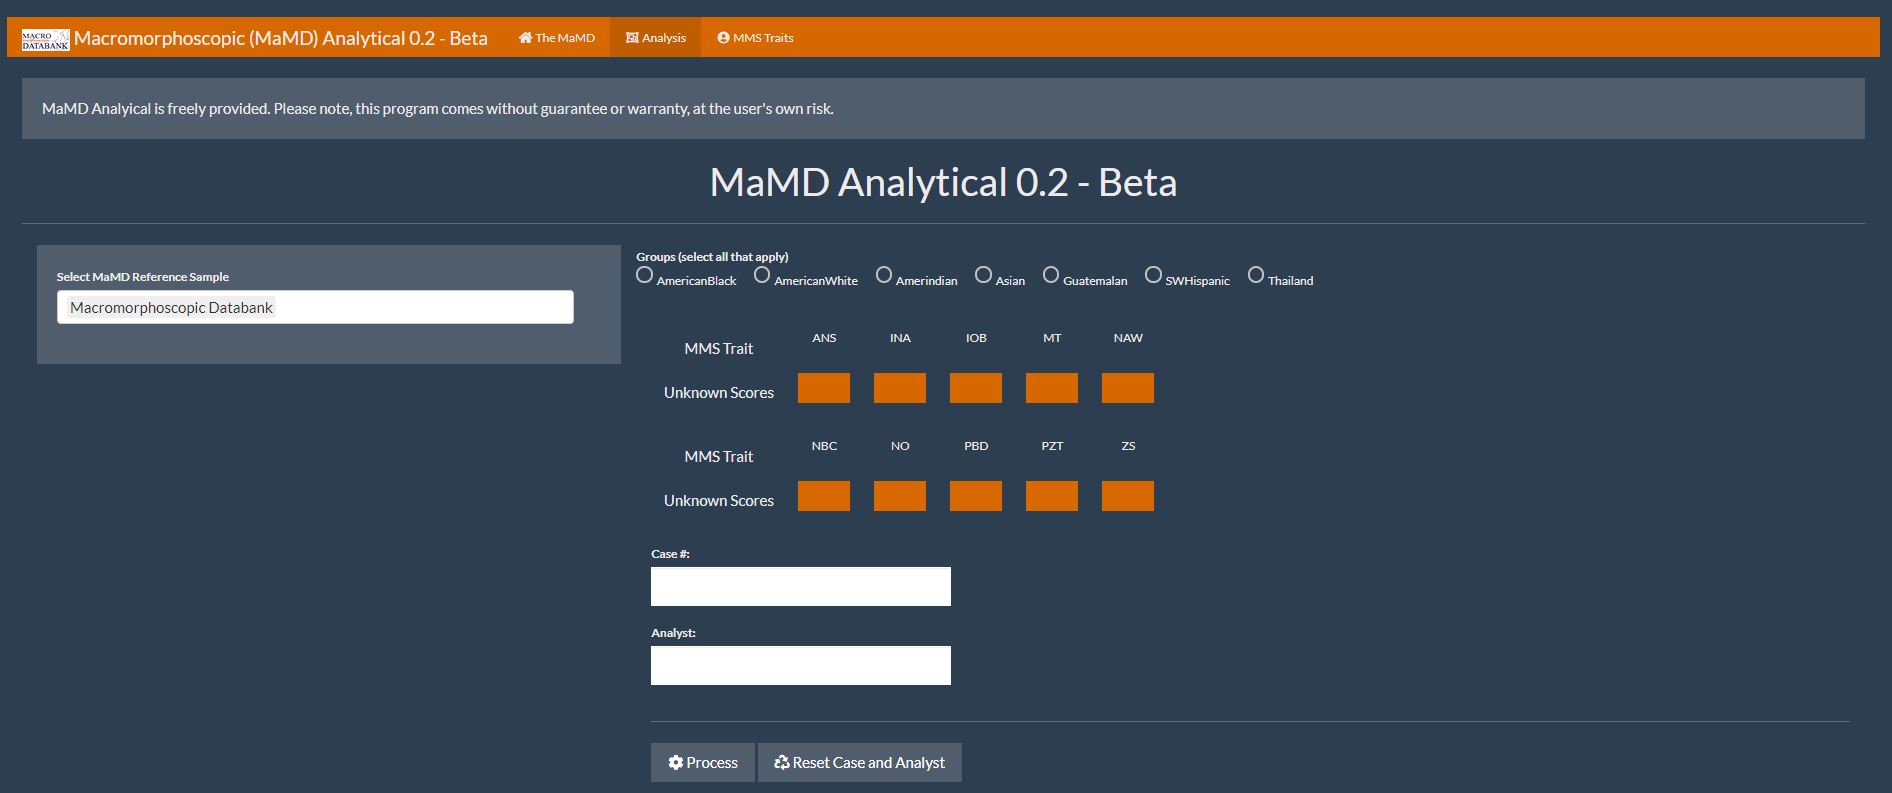 MACRO
DATABANK
Macromorphoscopic (MaMD) Analytical 0.2 - Beta
The MaMD
Analysis
MMS Traits
MaMD Analyical is freely provided. Please note, this program comes without guarantee or warranty, at the user's own risk.
MaMD Analytical 0.2 - Beta
Select MaMD Reference Sample
Macromorphoscopic Databank
Groups (select all that apply)
AmericanBlack AmericanWhite Amerindian Asian Guatemalan SWHispanic Thailand
MMS Trait ANS INA IOB MT NAW
Unknown Scores
MMS Trait NBC NO PBD PZT ZS
Unknown Scores
Case #:
Analyst:
Process Reset Case and Analyst